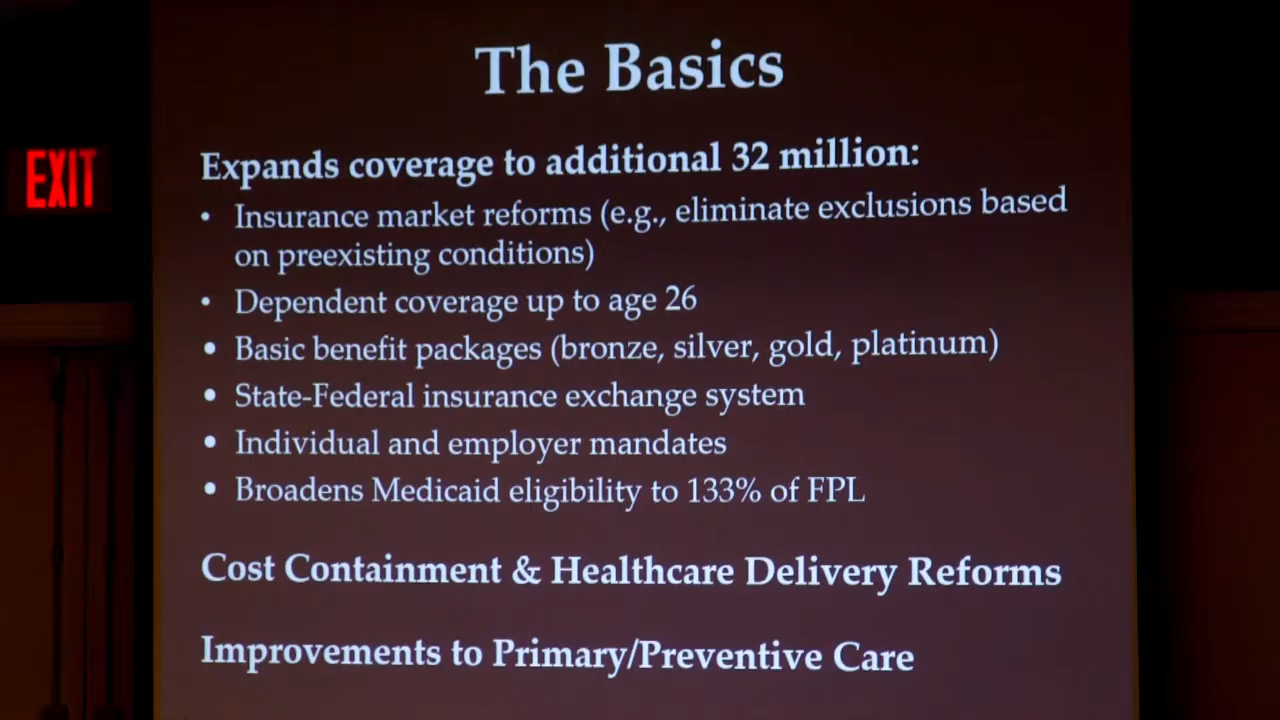 The Basics
EXIT
Expands coverage to additional 32 million:
• Insurance market reforms (e.g., eliminate exclusions based
on preexisting conditions)
• Dependent coverage up to age 26
• Basic benefit packages (bronze, silver, gold, platinum)
• State-Federal insurance exchange system
• Individual and employer mandates
• Broadens Medicaid eligibility to 133% of FPL
Cost Containment & Healthcare Delivery Reforms
Improvements to Primary/Preventive Care